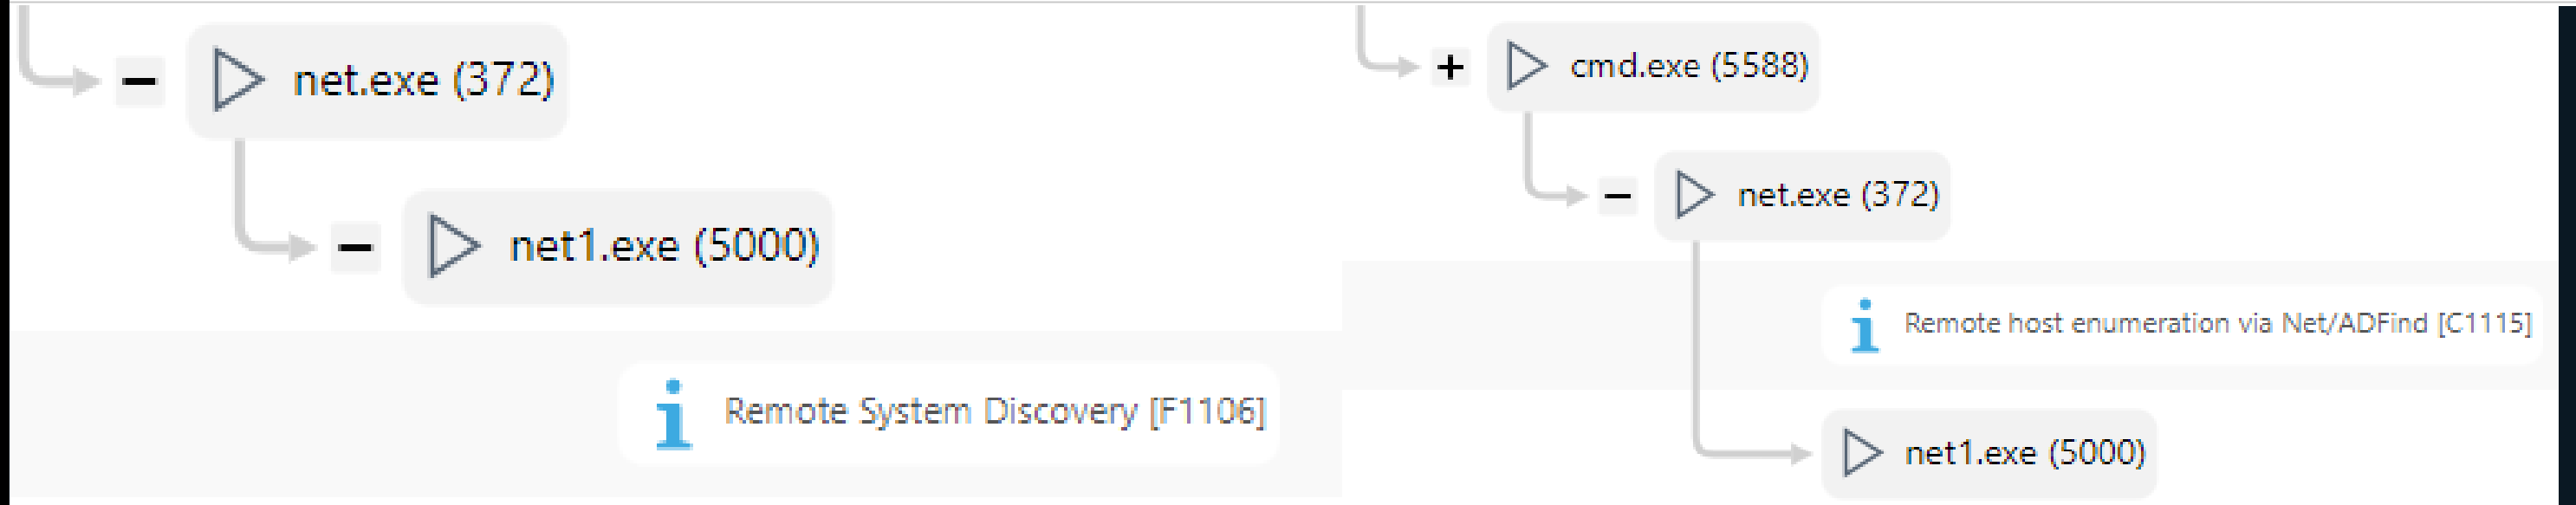 net.exe (372)
net1.exe (5000)
Remote System Discovery [F1106]
cmd.exe (5588)
net.exe (372)
Remote host enumeration via Net/ADFind [C1115]
net1.exe (5000)